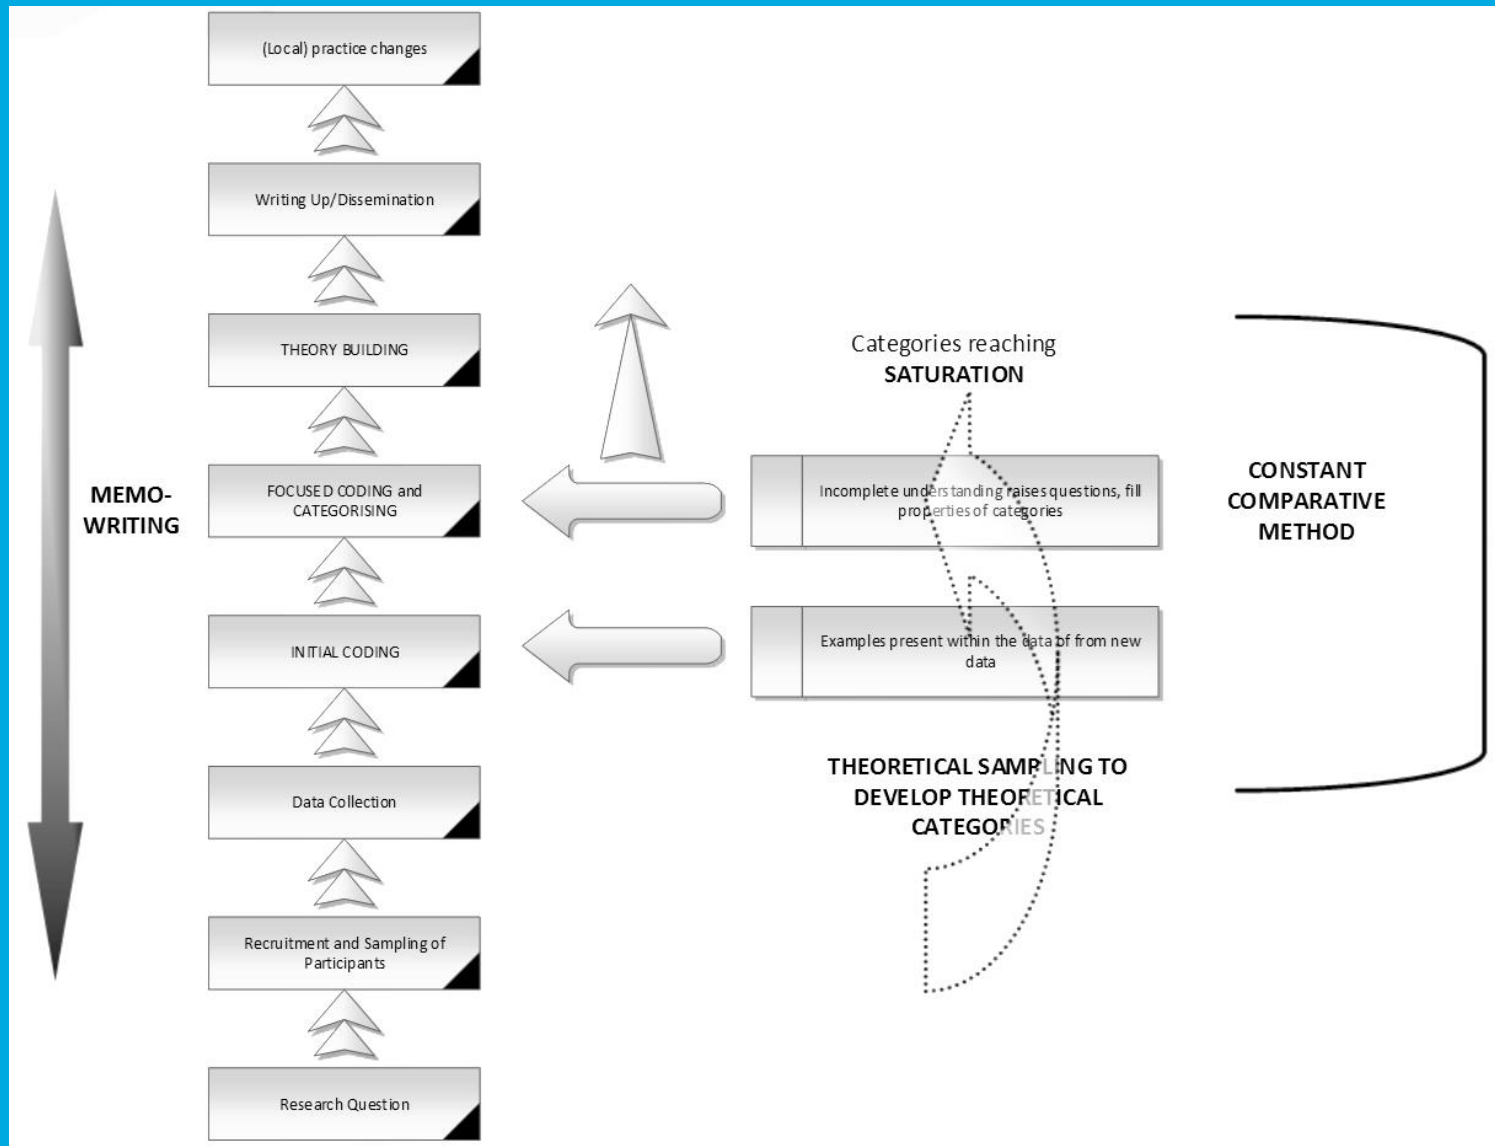 (Local) practice changes
Writing Up/Dissemination
THEORY BUILDING
FOCUSED CODING and
CATEGORISING
INITIAL CODING
Data Collection
Recruitment and Sampling of
Participants
Research Question
MEMO-
WRITING
Categories reaching
SATURATION
Incomplete understanding raises questions, fill
properties of categories
Examples present within the data of from new
data
THEORETICAL SAMPLING TO
DEVELOP THEORETICAL
CATEGORIES
CONSTANT
COMPARATIVE
METHOD